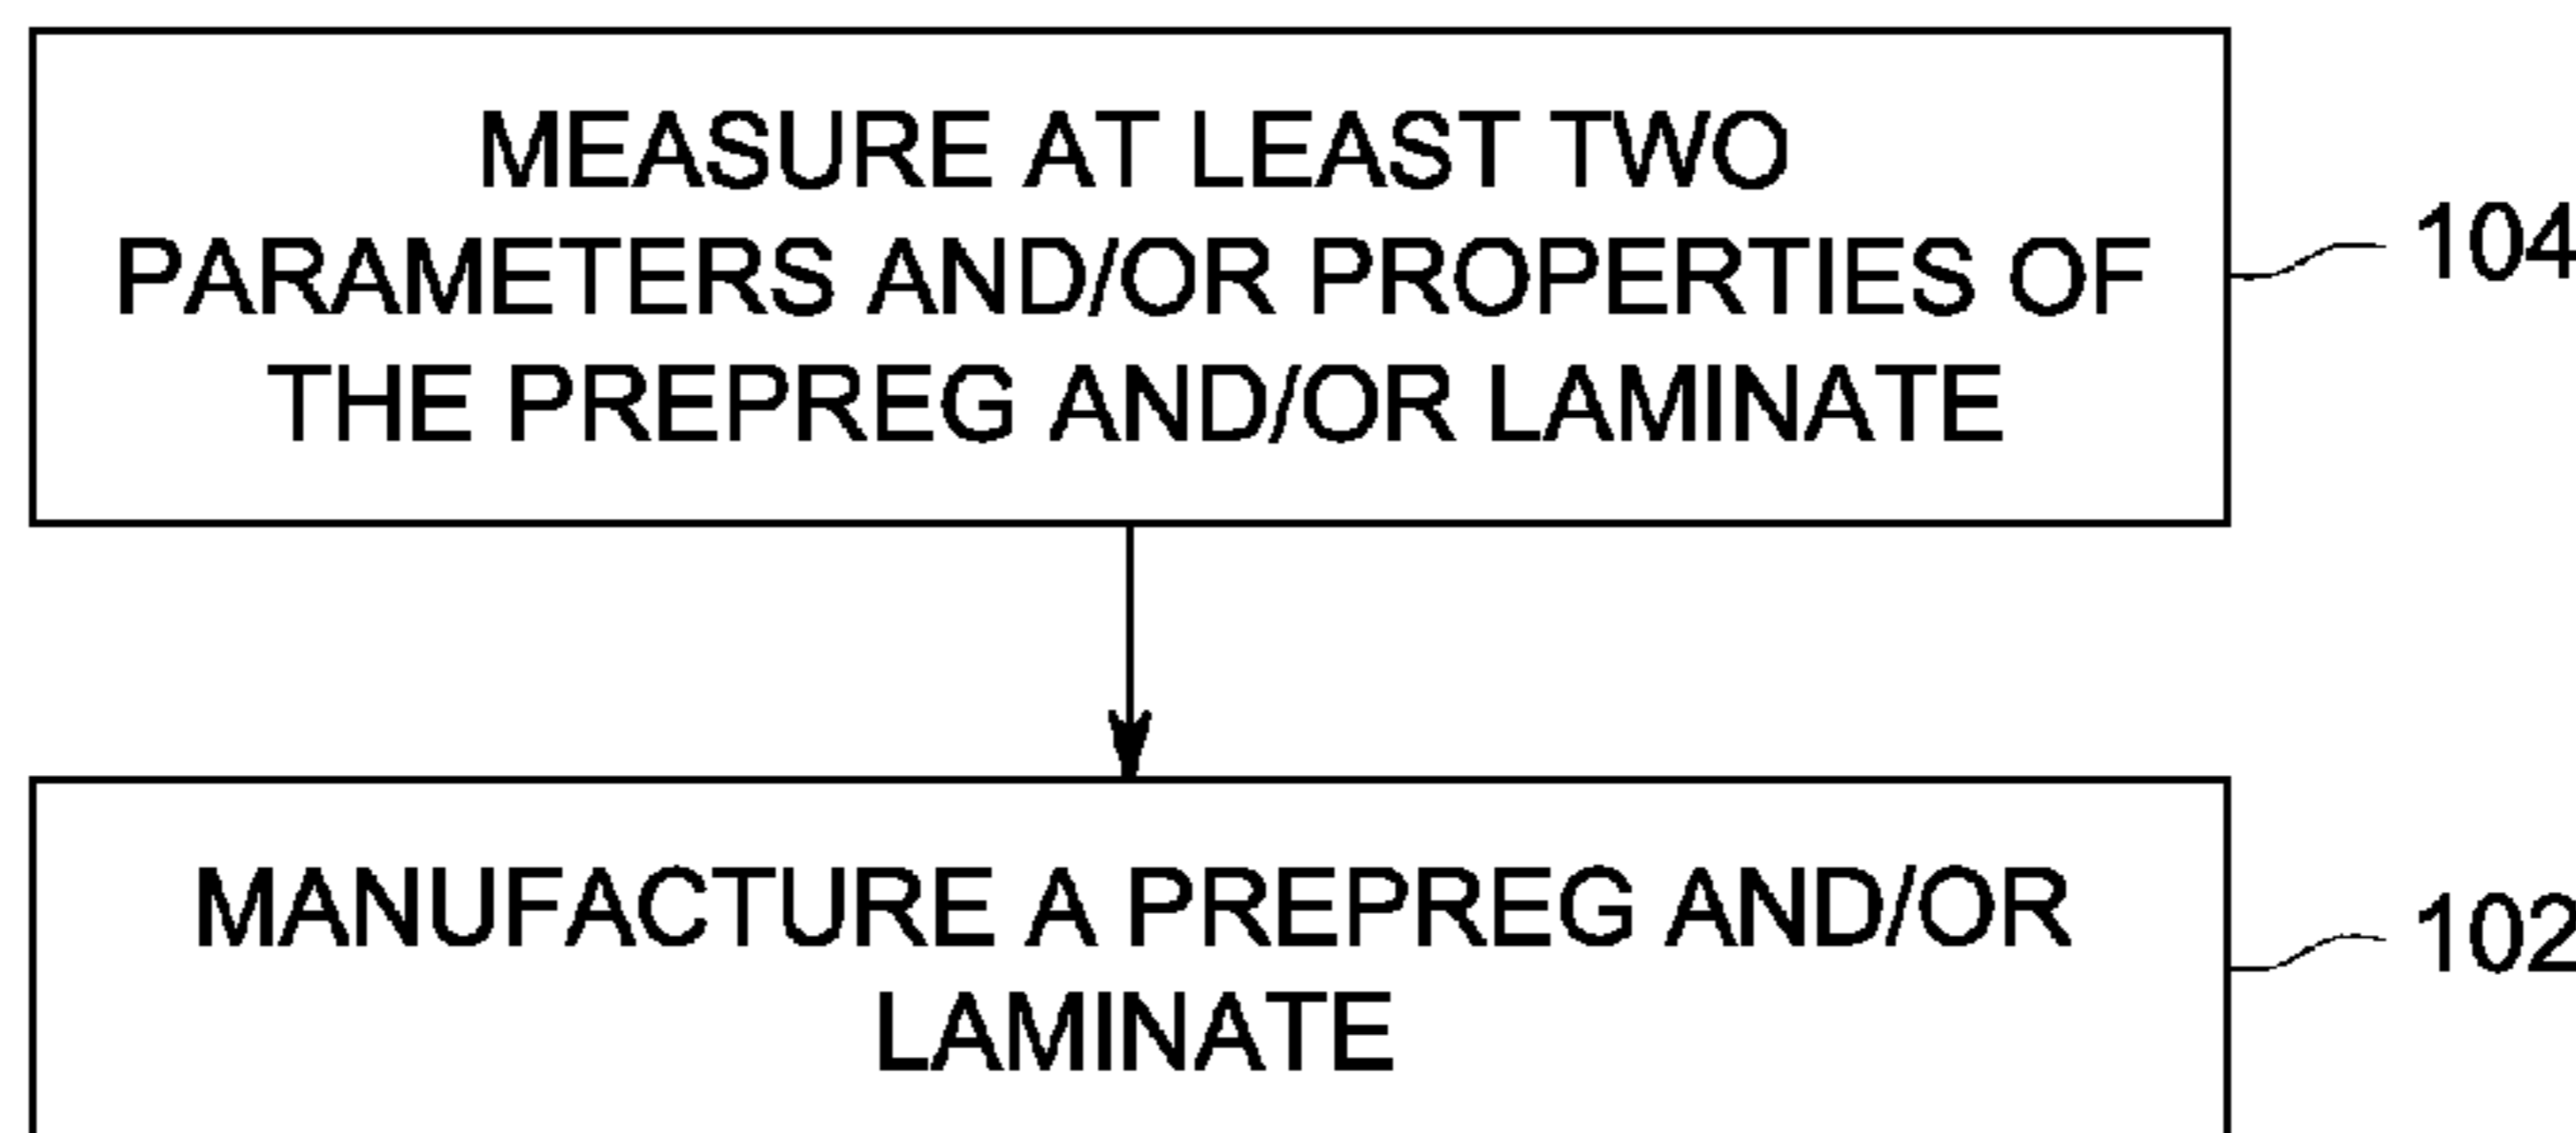 MEASURE AT LEAST TWO
PARAMETERS AND/OR PROPERTIES OF
THE PREPREG AND/OR LAMINATE
104
MANUFACTURE A PREPREG AND/OR
LAMINATE
102